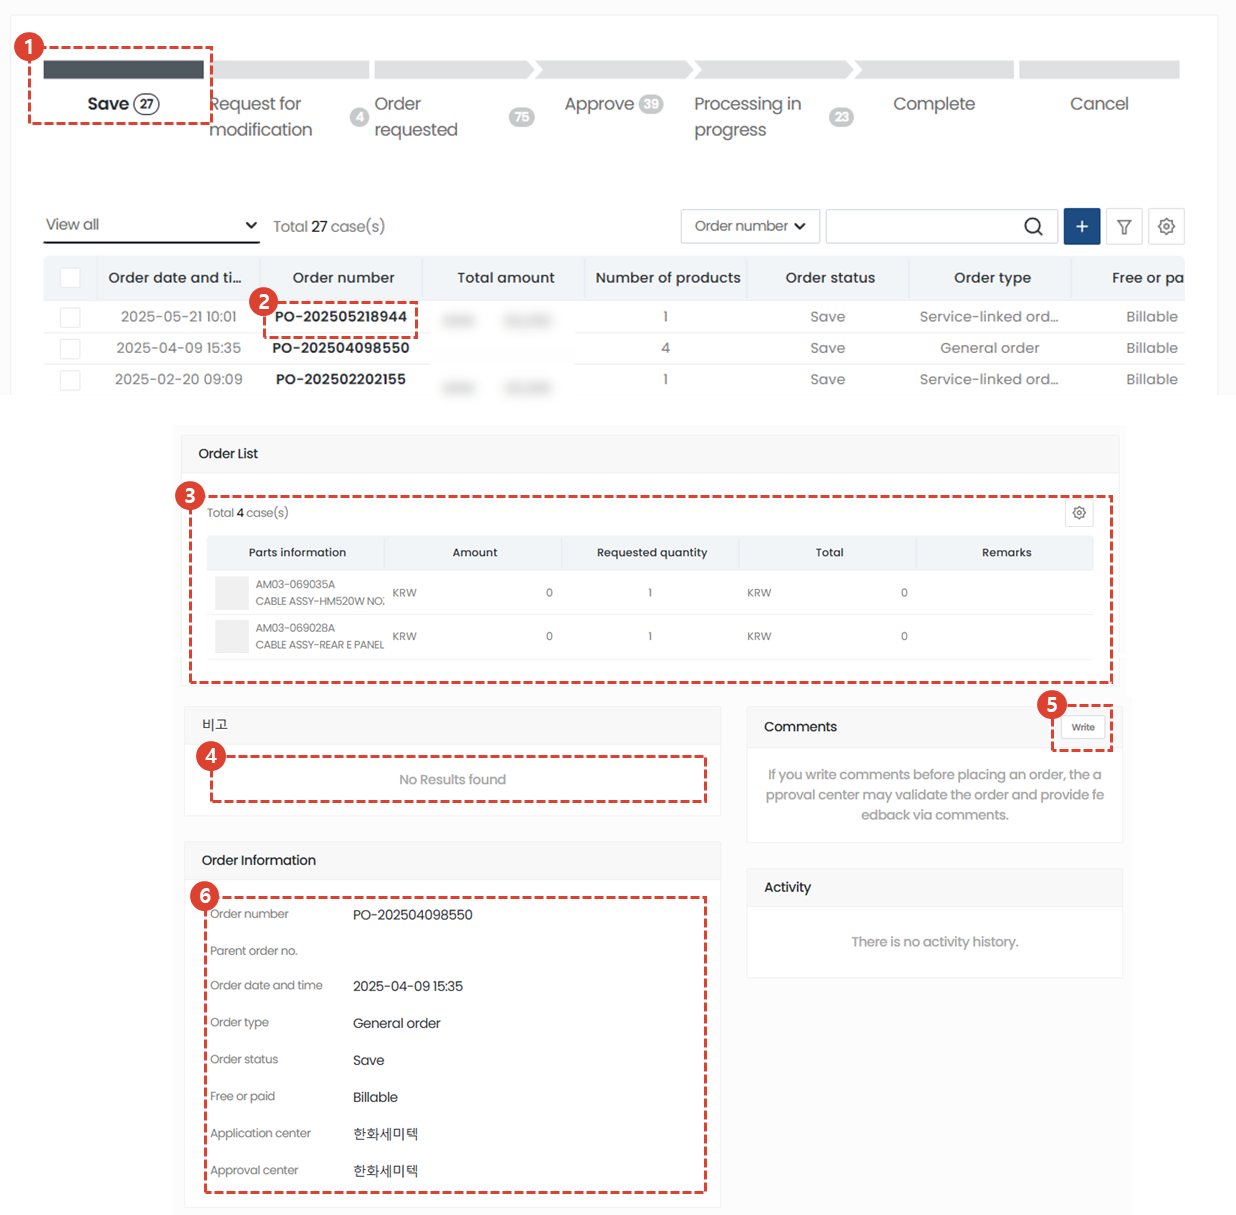 1
Save 27
Request for modification 4
Order requested 75
Approve 39
Processing in progress 23
Complete
Cancel
View all
Total 27 case(s)
Order number
+
Order date and ti...
Order number
Total amount
Number of products
Order status
Order type
Free or pa
2
2025-05-21 10:01 PO-202505218944 1 Save Service-linked ord... Billable
2025-04-09 15:35 PO-202504098550 4 Save General order Billable
2025-02-20 09:09 PO-202502202155 1 Save Service-linked ord... Billable
Order List
3
Total 4 case(s)
Parts information Amount Requested quantity Total Remarks
AM03-069035A
CABLE ASSY-HM520W NOZ KRW 0 1 KRW 0
AM03-069028A
CABLE ASSY-REAR E PANEL KRW 0 1 KRW 0
비고
4
No Results found
5
Comments
Write
If you write comments before placing an order, the a
pproval center may validate the order and provide fe
edback via comments.
Order Information
6
Order number PO-202504098550
Parent order no.
Order date and time 2025-04-09 15:35
Order type General order
Order status Save
Free or paid Billable
Application center 한화세미텍
Approval center 한화세미텍
Activity
There is no activity history.